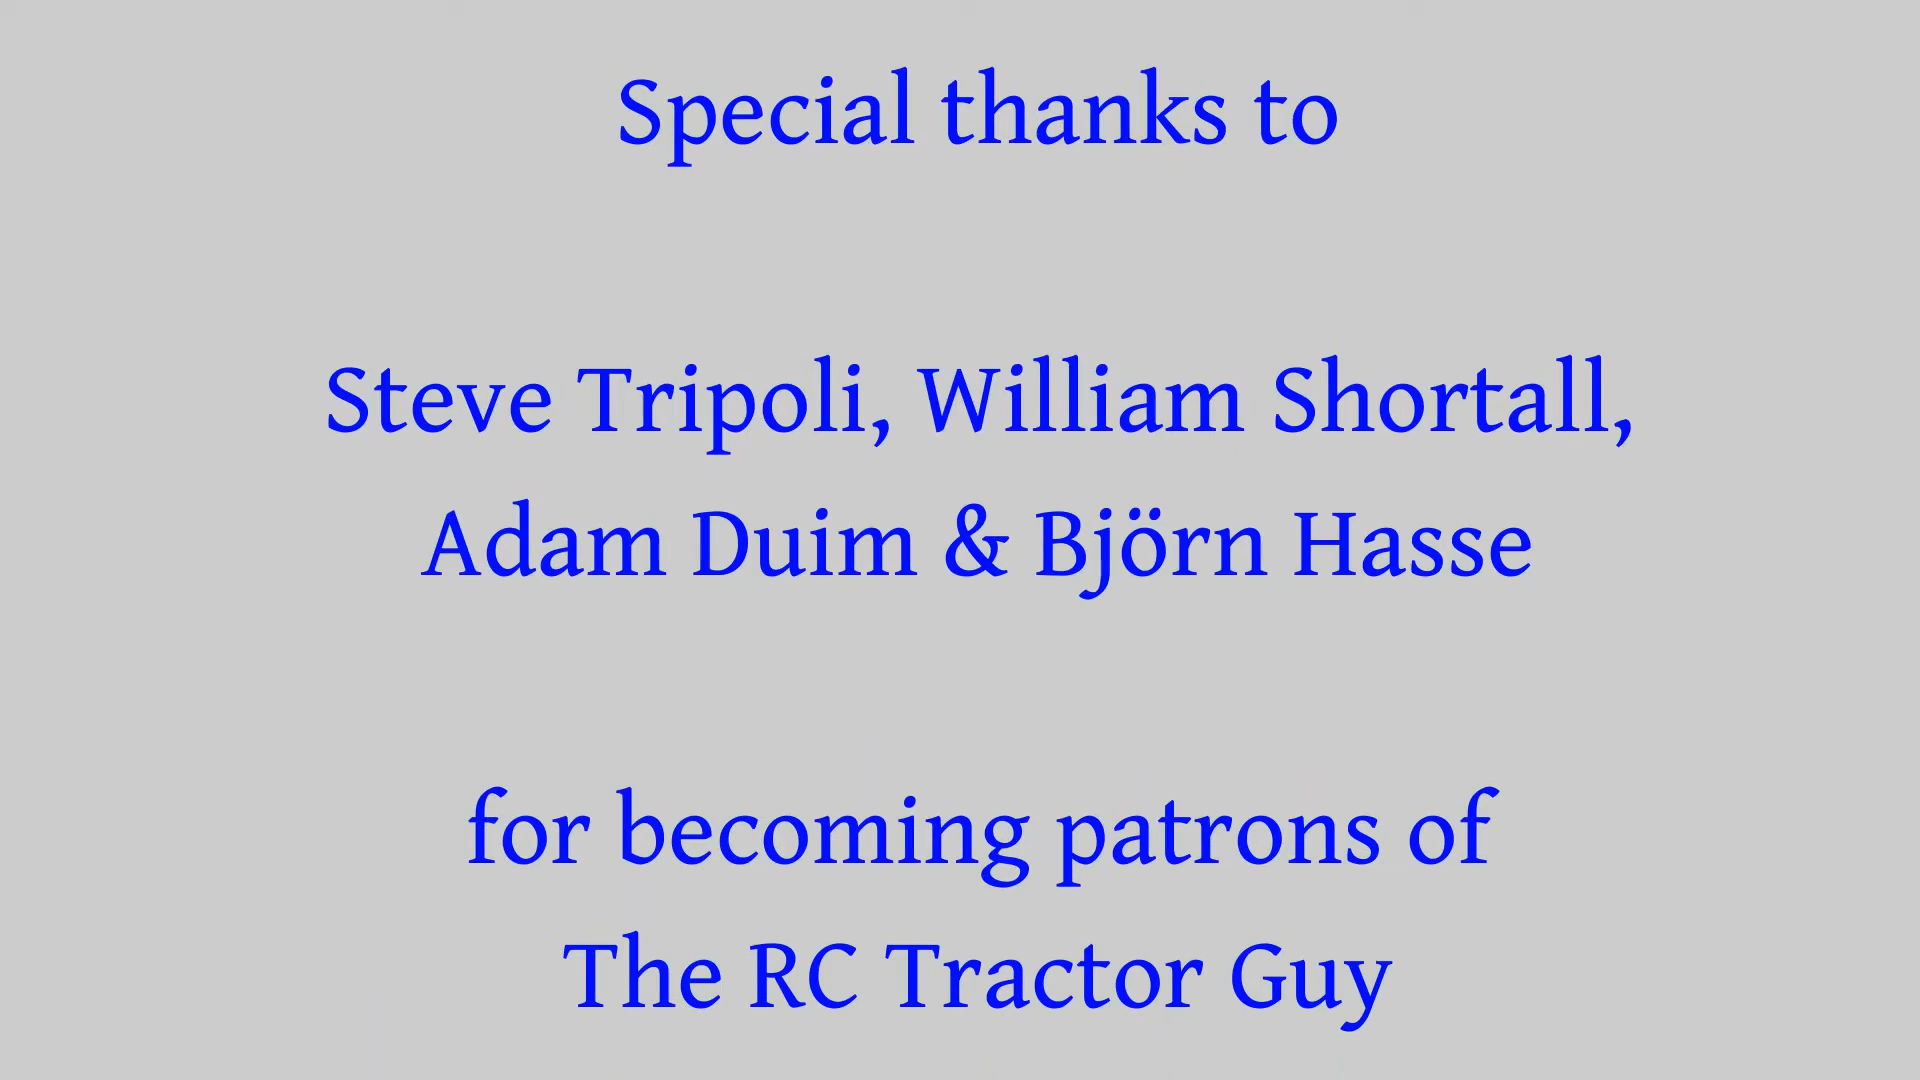 Special thanks to
Steve Tripoli, William Shortall,
Adam Duim & Björn Hasse
for becoming patrons of
The RC Tractor Guy